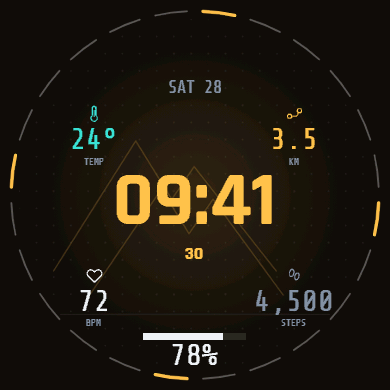 SAT 28
24°
TEMP
3.5
KM
09:41
30
72
BPM
4,500
STEPS
78%